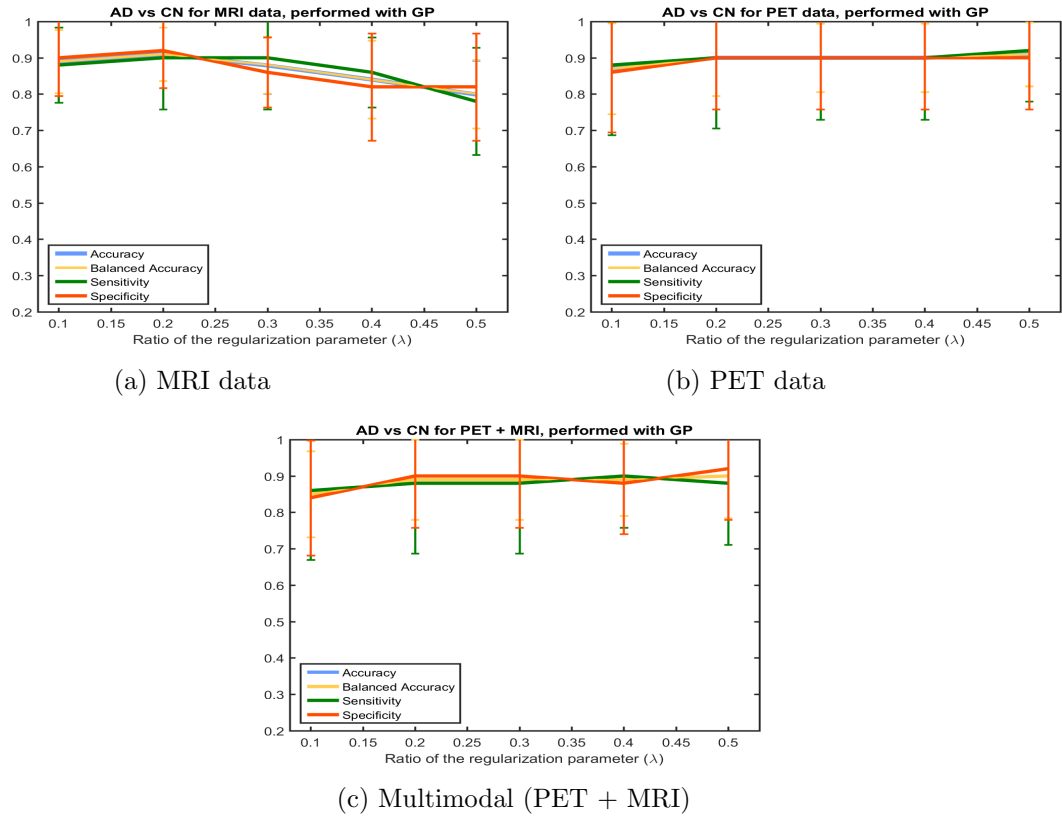 AD vs CN for MRI data, performed with GP
1
0.9
0.8
0.7
0.6
0.5
0.4
0.3
0.2
Accuracy
Balanced Accuracy
Sensitivity
Specificity
0.1 0.15 0.2 0.25 0.3 0.35 0.4 0.45 0.5
Ratio of the regularization parameter (λ)
(a) MRI data
AD vs CN for PET data, performed with GP
1
0.9
0.8
0.7
0.6
0.5
0.4
0.3
0.2
Accuracy
Balanced Accuracy
Sensitivity
Specificity
0.1 0.15 0.2 0.25 0.3 0.35 0.4 0.45 0.5
Ratio of the regularization parameter (λ)
(b) PET data
AD vs CN for PET + MRI, performed with GP
1
0.9
0.8
0.7
0.6
0.5
0.4
0.3
0.2
Accuracy
Balanced Accuracy
Sensitivity
Specificity
0.1 0.15 0.2 0.25 0.3 0.35 0.4 0.45 0.5
Ratio of the regularization parameter (λ)
(c) Multimodal (PET + MRI)